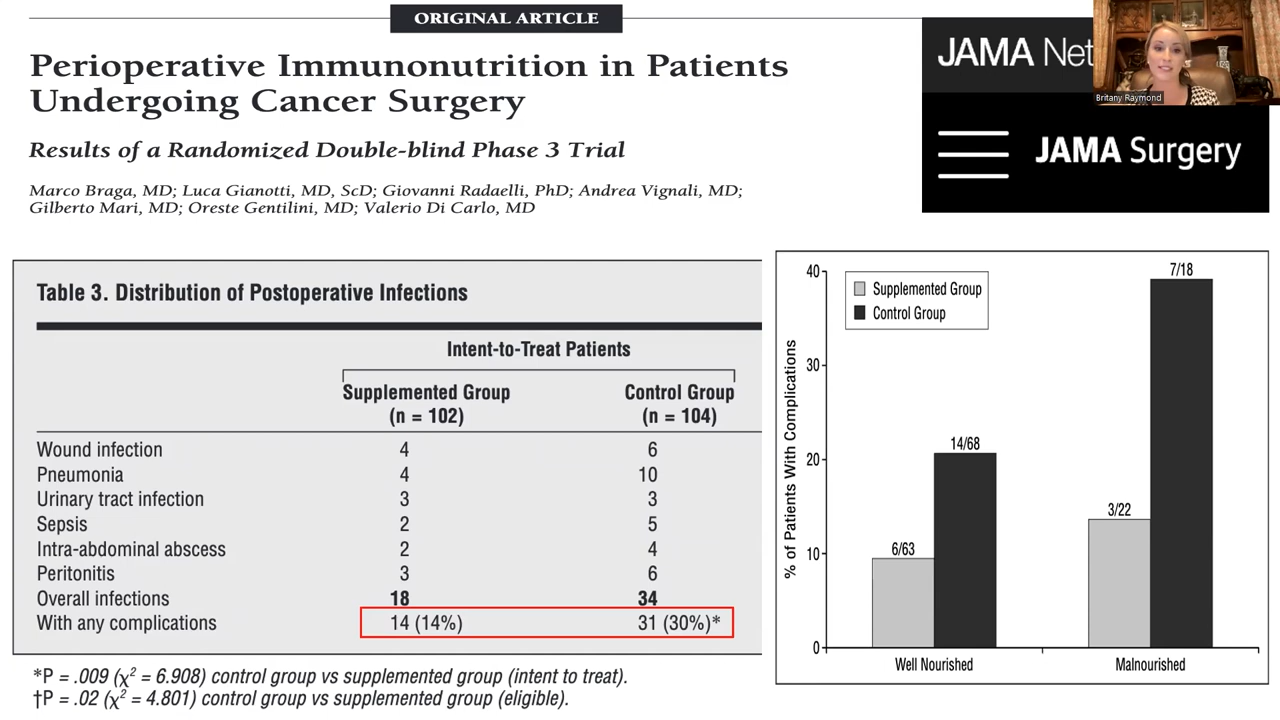 ORIGINAL ARTICLE
Perioperative Immunonutrition in Patients
Undergoing Cancer Surgery
Results of a Randomized Double-blind Phase 3 Trial
Marco Braga, MD; Luca Gianotti, MD, ScD; Giovanni Radaelli, PhD; Andrea Vignali, MD;
Gilberto Mari, MD; Oreste Gentilini, MD; Valerio Di Carlo, MD
JAMA Net
Britany Raymond
JAMA Surgery
Table 3. Distribution of Postoperative Infections
Intent-to-Treat Patients
Supplemented Group Control Group
(n = 102) (n = 104)
Wound infection 4 6
Pneumonia 4 10
Urinary tract infection 3 3
Sepsis 2 5
Intra-abdominal abscess 2 4
Peritonitis 3 6
Overall infections 18 34
With any complications 14 (14%) 31 (30%)*
*P = .009 (χ² = 6.908) control group vs supplemented group (intent to treat).
†P = .02 (χ² = 4.801) control group vs supplemented group (eligible).
% of Patients With Complications
40
30
20
10
0
Supplemented Group
Control Group
6/63
14/68
3/22
7/18
Well Nourished
Malnourished